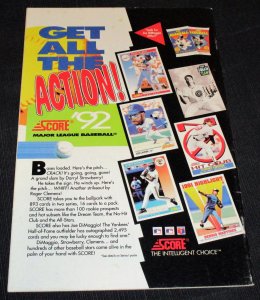 GET
ALL
THE
ACTION!
SCORE '92
MAJOR LEAGUE BASEBALL™
Bases loaded. Here's the pitch...
CRACK! It's going, going, gone!
A grand slam by Darryl Strawberry!
He takes the sign. He winds up. Here's
the pitch... WHIFF! Another strikeout by
Roger Clemens!
SCORE takes you to the ballpark with
893 cards in two series, 16 cards to a pack.
SCORE has more than 100 rookie prospects
and hot subsets like the Dream Team, the No-Hit
Club and the All-Stars.
SCORE also has Joe DiMaggio! The Yankee
Hall-of-Fame outfielder has autographed 2,495
cards and you may be lucky enough to find one*.
DiMaggio, Strawberry, Clemens... and
hundreds of other baseball stars come alive in the
palm of your hand with SCORE!
SCORE
THE INTELLIGENT CHOICE™